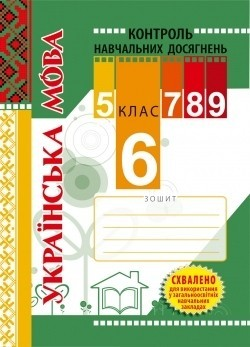 КОНТРОЛЬ
НАВЧАЛЬНИХ ДОСЯГНЕНЬ
5 КЛАС 7 8 9
6
ЗОШИТ
УКРАЇНСЬКА МОВА
СХВАЛЕНО
для використання
у загальноосвітніх
навчальних
закладах